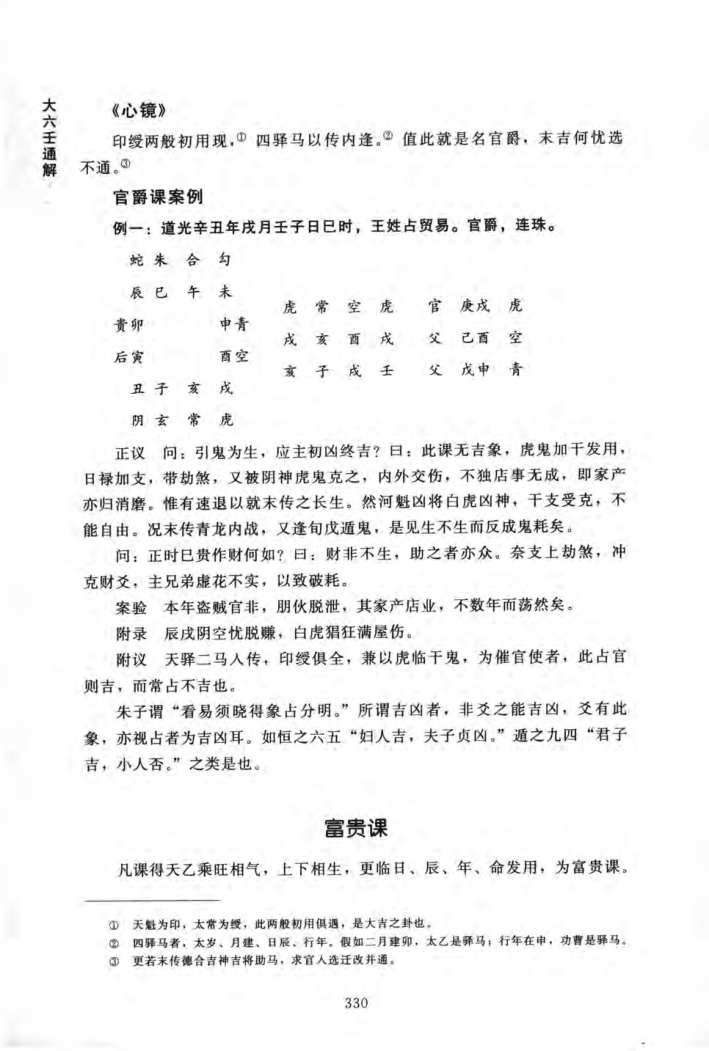 大六壬通解
《心镜》
印绶两般初用现,① 四驿马以传内逢。② 值此就是名官爵,末吉何忧选
不通。③
官爵课案例
例一:道光辛丑年戌月壬子日巳时,王姓占贸易。官爵,连珠。
蛇 朱 合 勾
辰 巳 午 未
虎 常 空 虎 官 庚戌 虎
贵卯 申青
戌 亥 酉 戌 父 己酉 空
后寅 酉空
亥 子 戌 壬 父 戊申 青
丑 子 亥 戌
阴 玄 常 虎
正议 问:引鬼为生,应主初凶终吉?曰:此课无吉象,虎鬼加干发用,
日禄加支,带劫煞,又被阴神虎鬼克之,内外交伤,不独店事无成,即家产
亦归消磨。惟有速退以就末传之长生。然河魁凶将白虎凶神,干支受克,不
能自由。况末传青龙内战,又逢旬戊遁鬼,是见生不生而反成鬼耗矣。
问:正时巳贵作财何如?曰:财非不生,助之者亦众。奈支上劫煞,冲
克财爻,主兄弟虚花不实,以致破耗。
案验 本年盗贼官非,朋伙脱泄,其家产店业,不数年而荡然矣。
附录 辰戌阴空忧脱赚,白虎猖狂满屋伤。
附议 天驿二马人传,印绶俱全,兼以虎临干鬼,为催官使者,此占官
则吉,而常占不吉也。
朱子谓“看易须晓得象占分明。”所谓吉凶者,非爻之能吉凶,爻有此
象,亦视占者为吉凶耳。如恒之六五“妇人吉,夫子贞凶。”遁之九四“君子
吉,小人否。”之类是也。
富贵课
凡课得天乙乘旺相气,上下相生,更临日、辰、年、命发用,为富贵课。
① 天魁为印,太常为绶,此两般初用俱遇,是大吉之卦也。
② 四驿马者,太岁、月建、日辰、行年。假如二月建卯,太乙是驿马;行年在申,功曹是驿马。
③ 更若末传德合吉神吉将助马,求官人选迁改并通。
330